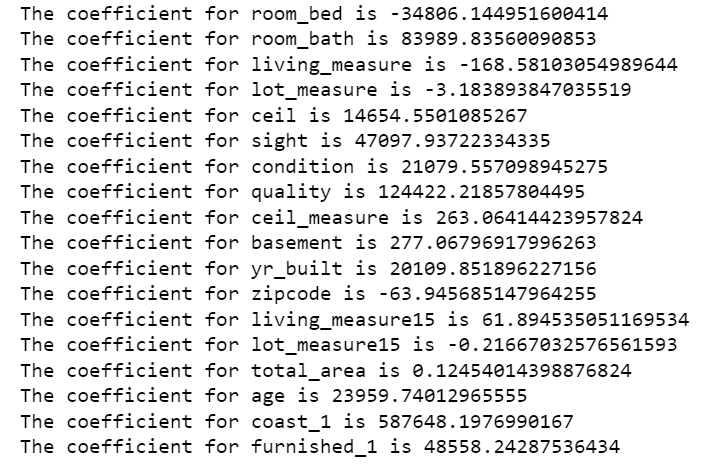 The coefficient for room_bed is -34806.144951600414
The coefficient for room_bath is 83989.83560090853
The coefficient for living_measure is -168.58103054989644
The coefficient for lot_measure is -3.183893847035519
The coefficient for ceil is 14654.5501085267
The coefficient for sight is 47097.93722334335
The coefficient for condition is 21079.557098945275
The coefficient for quality is 124422.21857804495
The coefficient for ceil_measure is 263.06414423957824
The coefficient for basement is 277.06796917996263
The coefficient for yr_built is 20109.851896227156
The coefficient for zipcode is -63.945685147964255
The coefficient for living_measure15 is 61.894535051169534
The coefficient for lot_measure15 is -0.21667032576561593
The coefficient for total_area is 0.12454014398876824
The coefficient for age is 23959.74012965555
The coefficient for coast_1 is 587648.1976990167
The coefficient for furnished_1 is 48558.24287536434